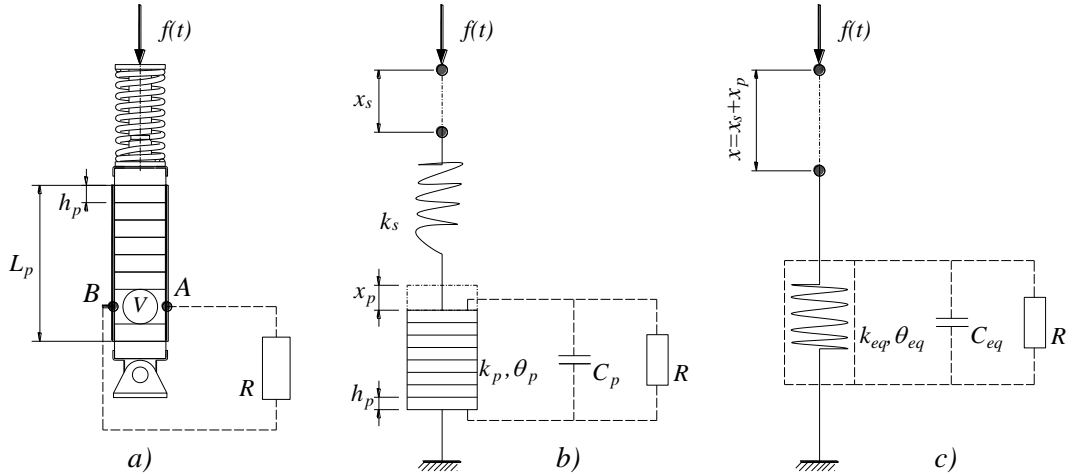 f(t)
h_p
L_p
B
V
A
R
a)
f(t)
x_s
k_s
x_p
h_p
k_p, θ_p
C_p
R
b)
f(t)
x=x_s+x_p
k_eq, θ_eq
C_eq
R
c)